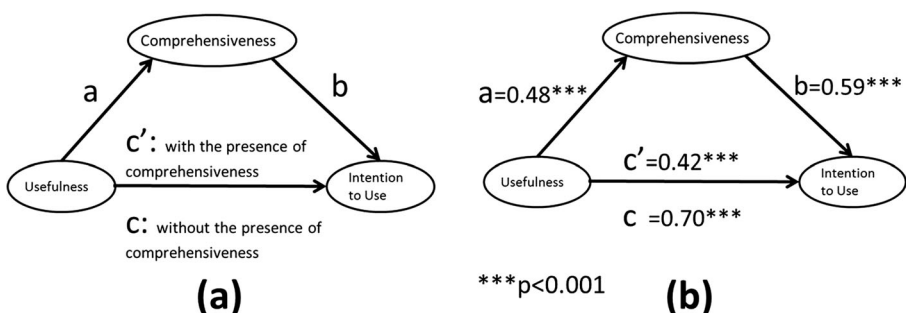 Comprehensiveness
a
b
c’: with the presence of
comprehensiveness
Usefulness
Intention
to Use
c: without the presence of
comprehensiveness
(a)
Comprehensiveness
a=0.48***
b=0.59***
c’=0.42***
Usefulness
Intention
to Use
c =0.70***
***p<0.001
(b)